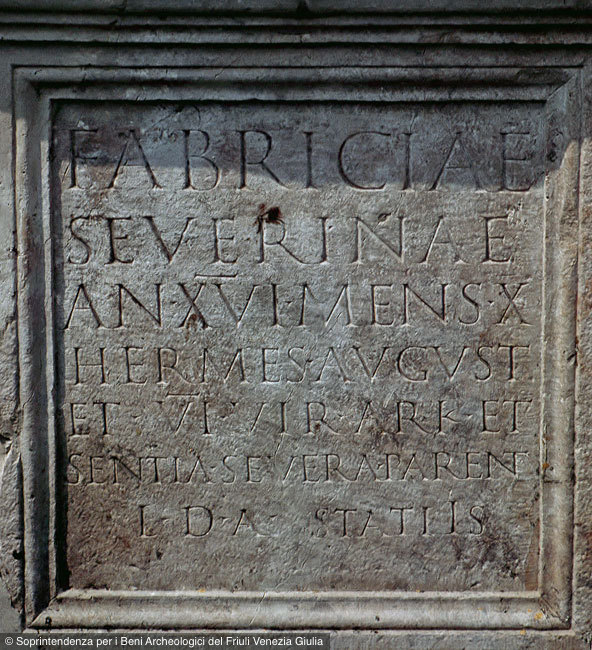 FABRICIAE
SEVERINAE
AN·XVI·MENS·X
HERMES·AVGVST
ET·VI·VIR·ARK·ET
SENTIA·SEVERA·PAREN
L·D·A· STATIIS
© Soprintendenza per i Beni Archeologici del Friuli Venezia Giulia